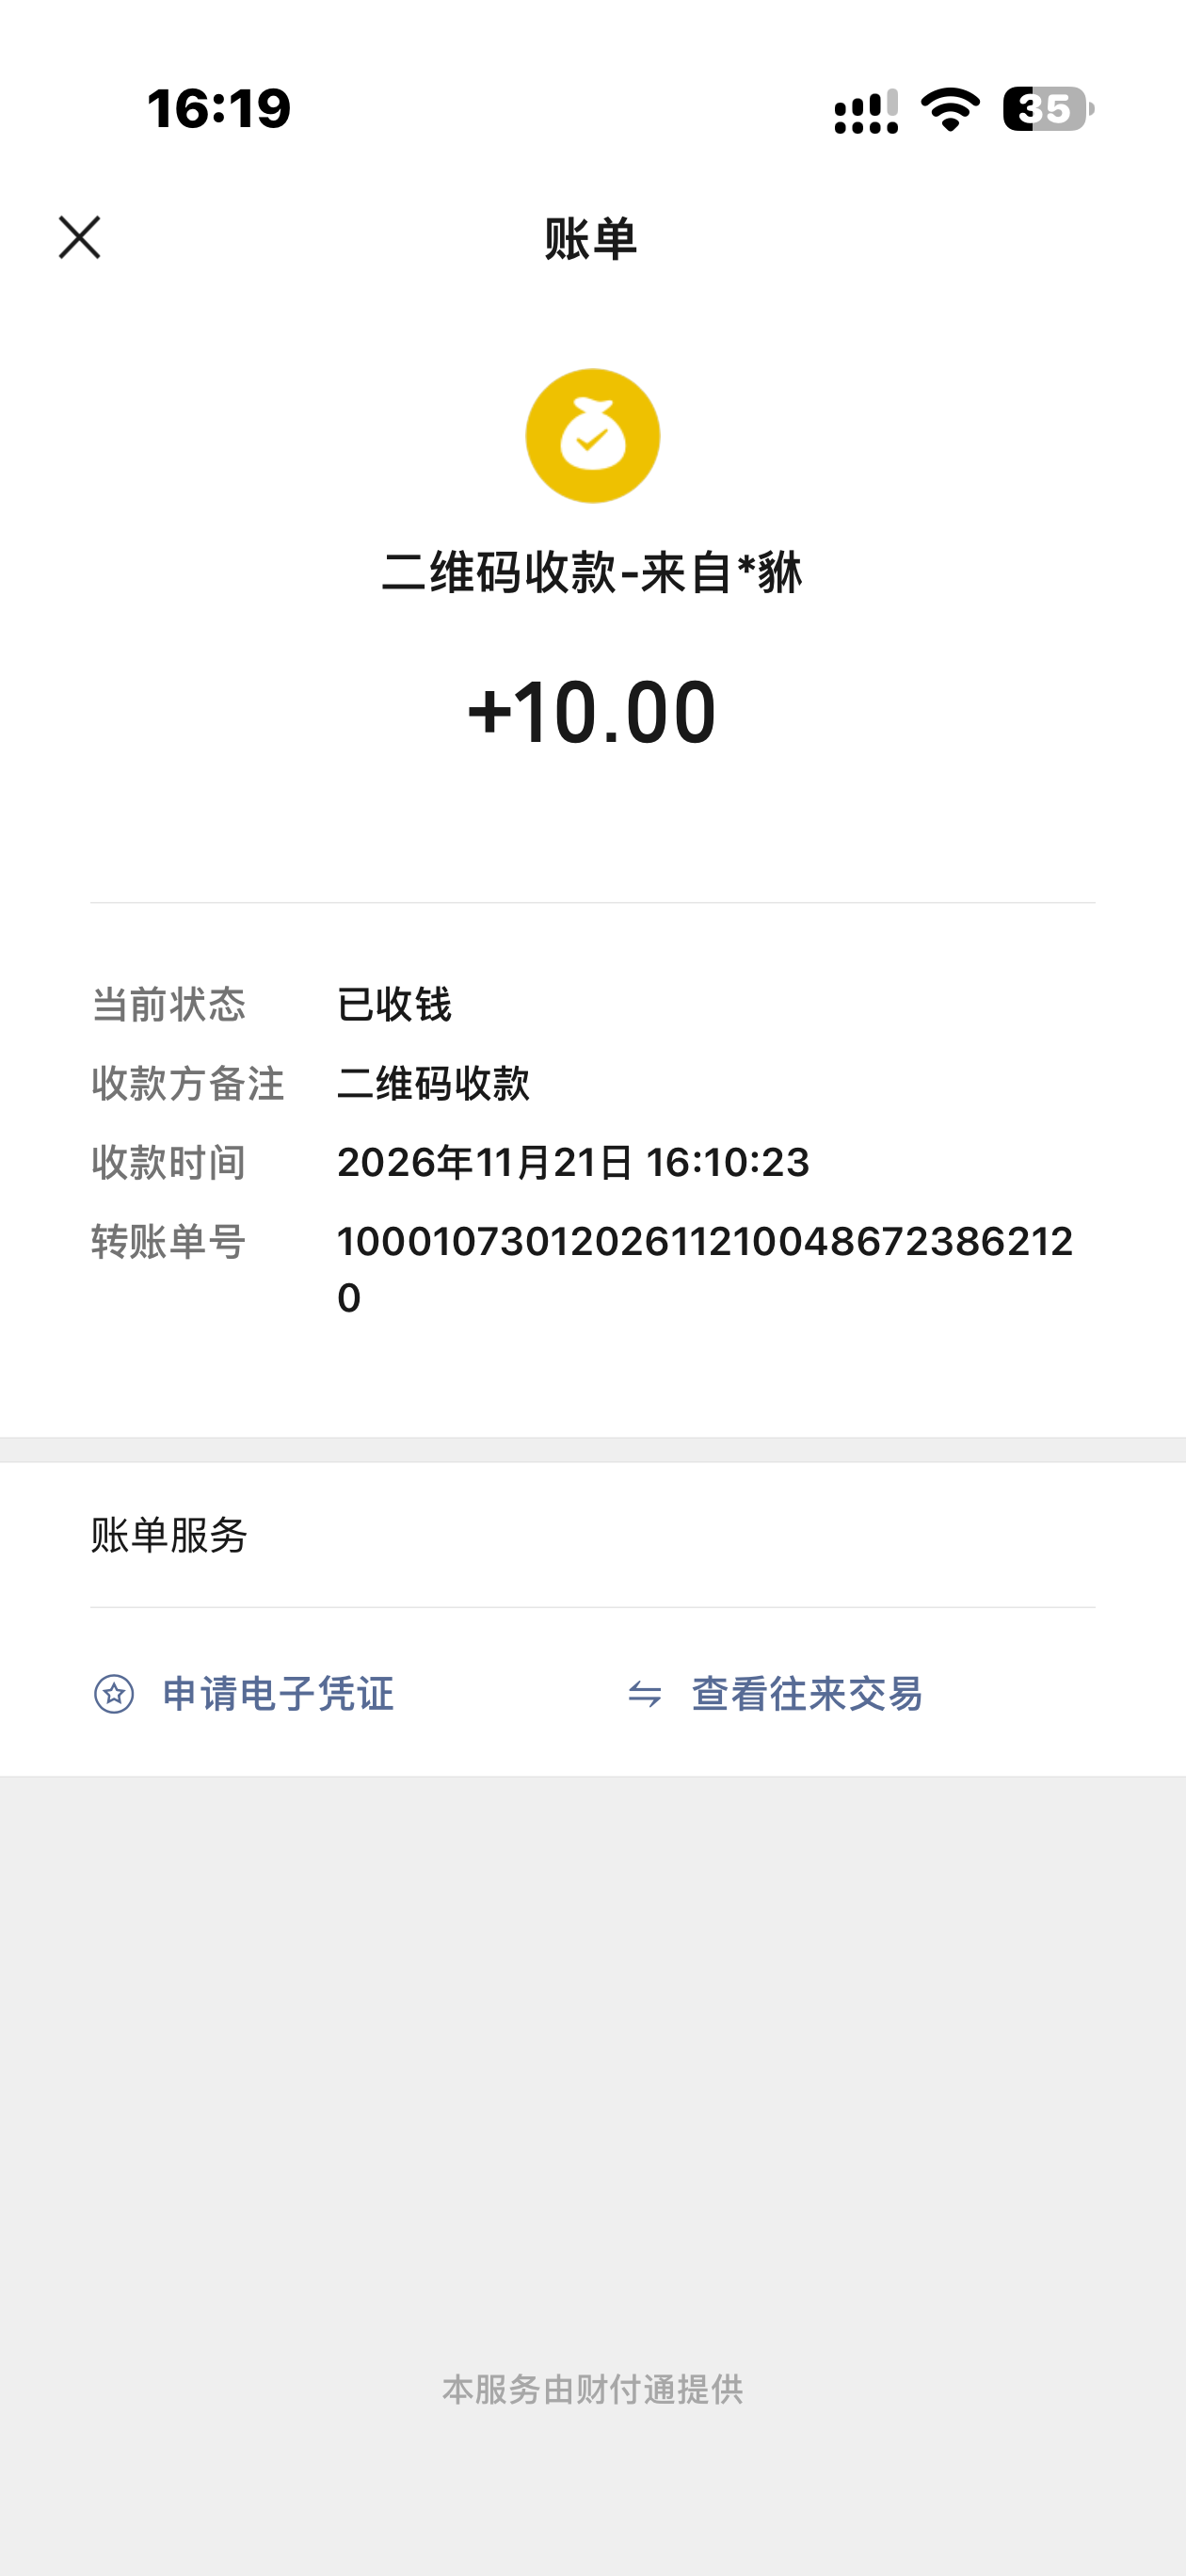 16:19
35
账单
二维码收款-来自*貅
+10.00
当前状态 已收钱
收款方备注 二维码收款
收款时间 2026年11月21日 16:10:23
转账单号 1000107301202611210048672386212
0
账单服务
申请电子凭证 查看往来交易
本服务由财付通提供